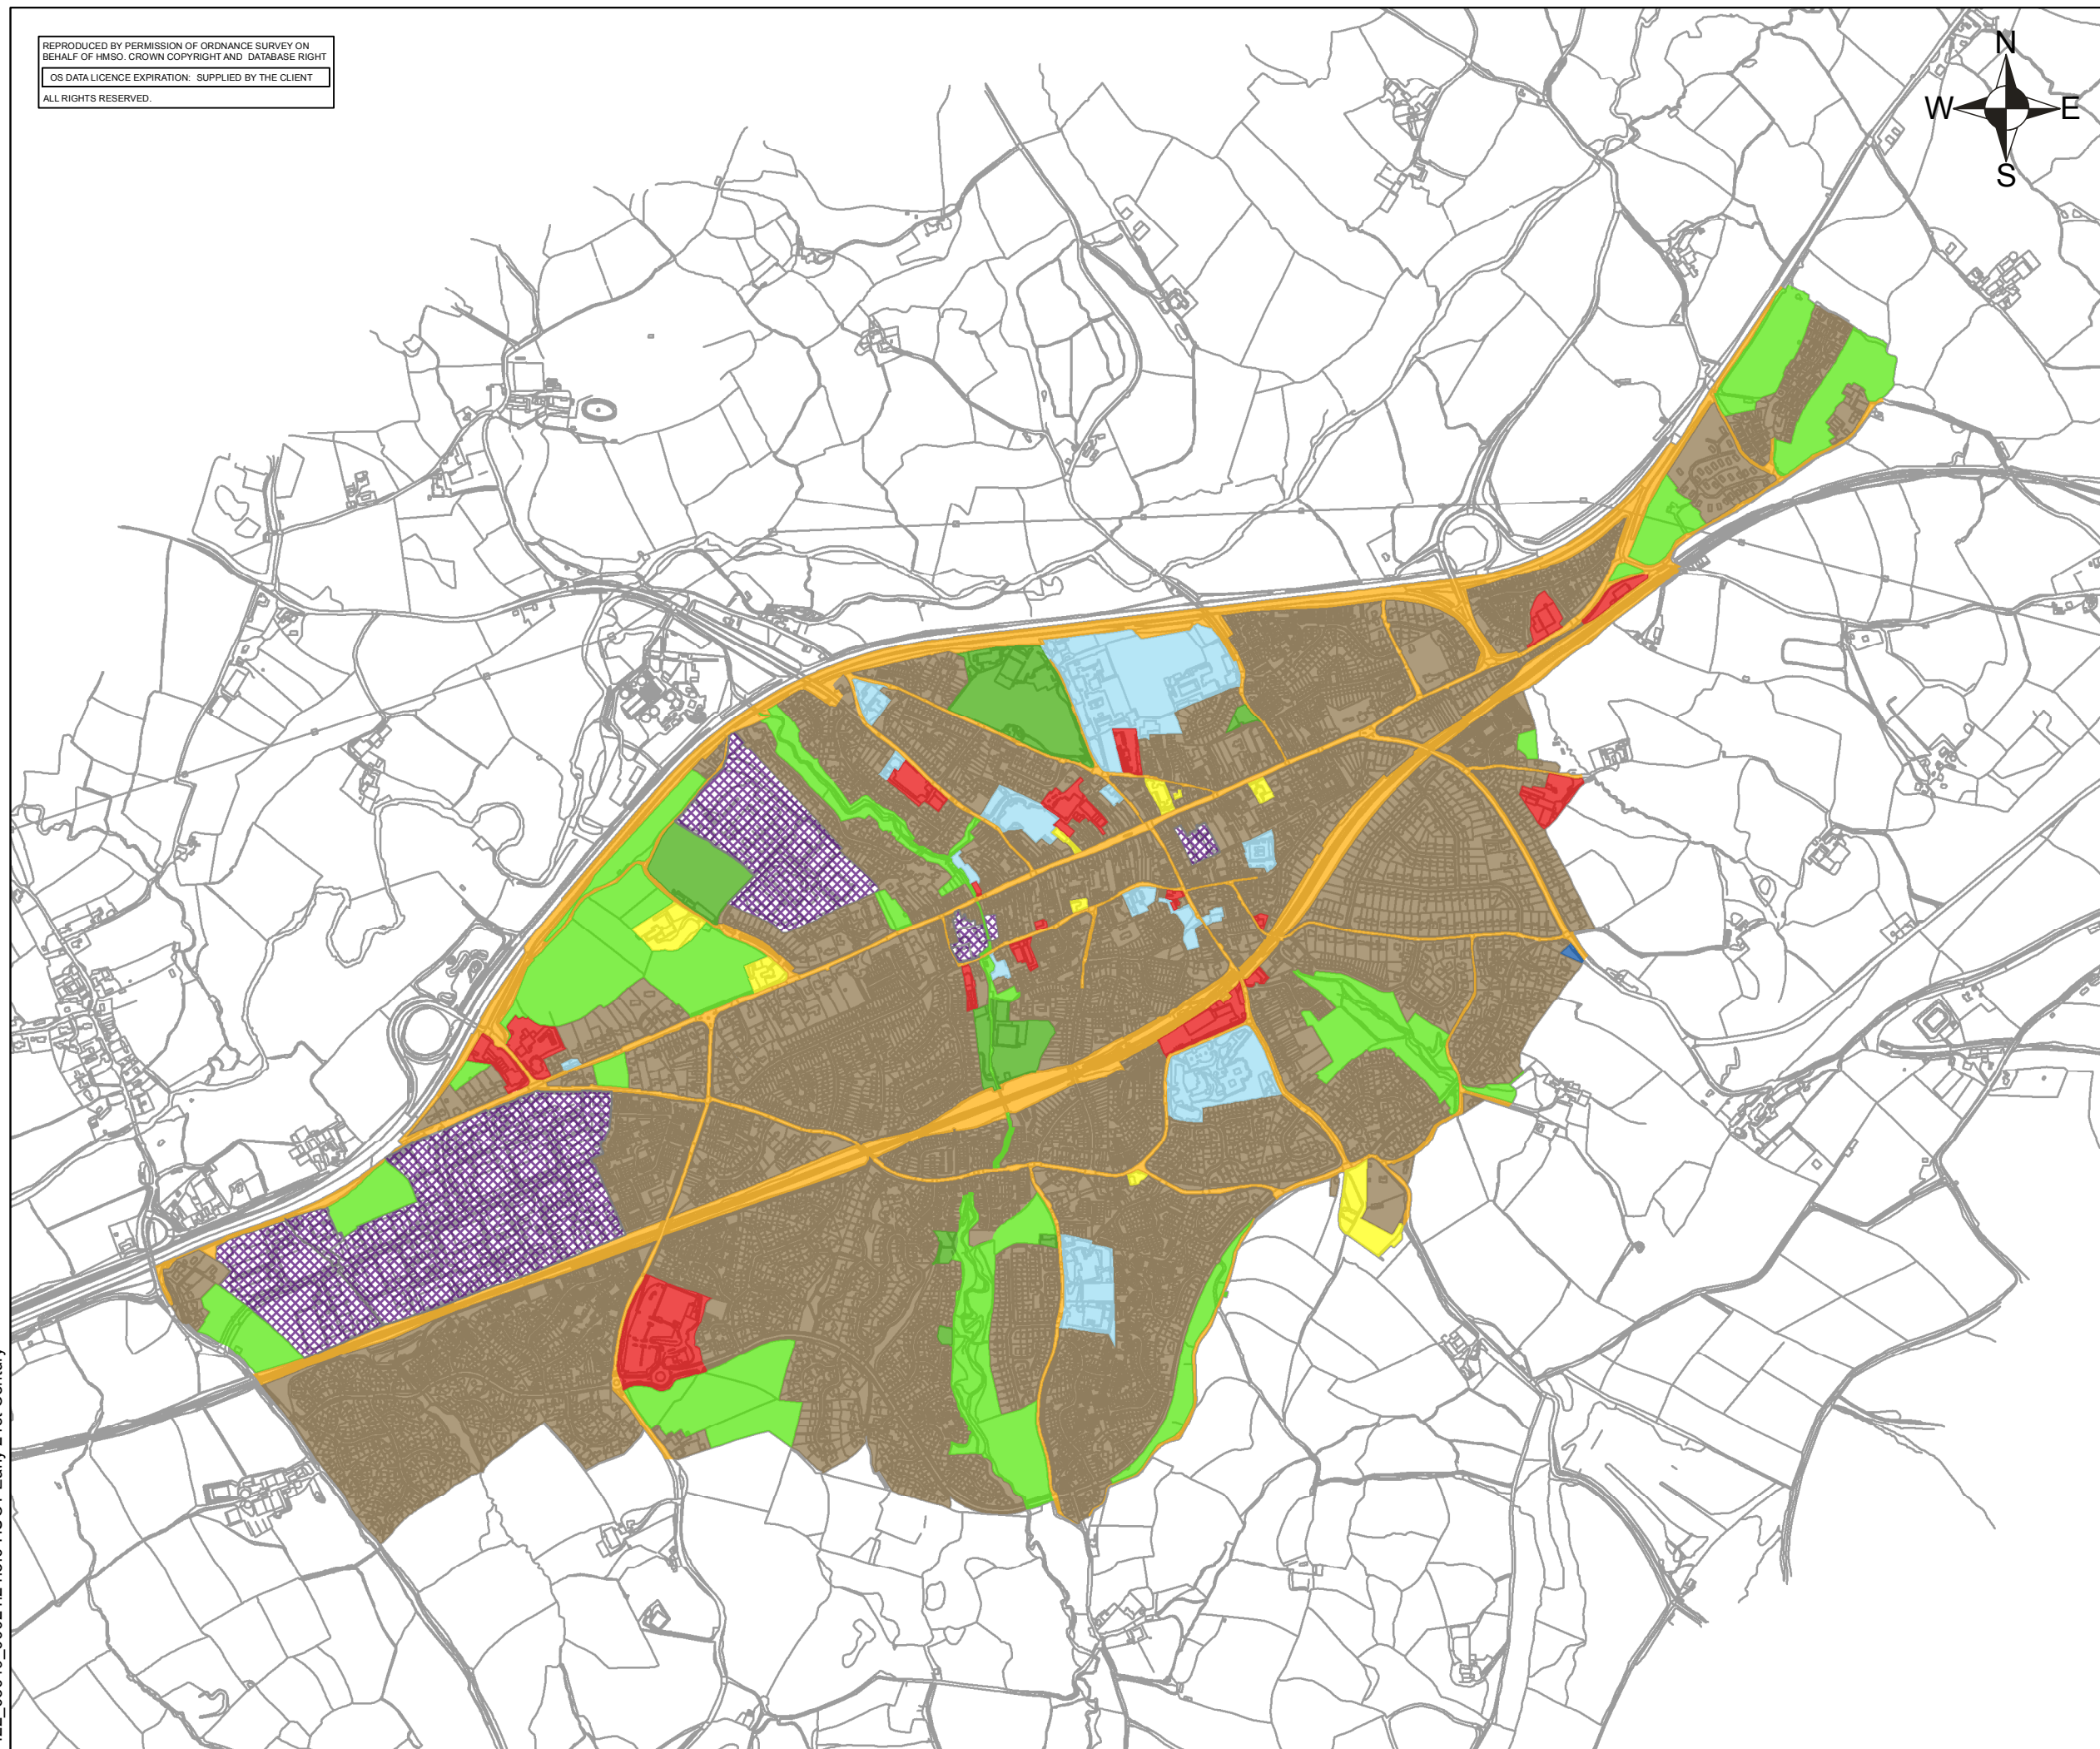 REPRODUCED BY PERMISSION OF ORDNANCE SURVEY ON
BEHALF OF HMSO. CROWN COPYRIGHT AND DATABASE RIGHT
OS DATA LICENCE EXPIRATION: SUPPLIED BY THE CLIENT
ALL RIGHTS RESERVED.
N
W
E
S